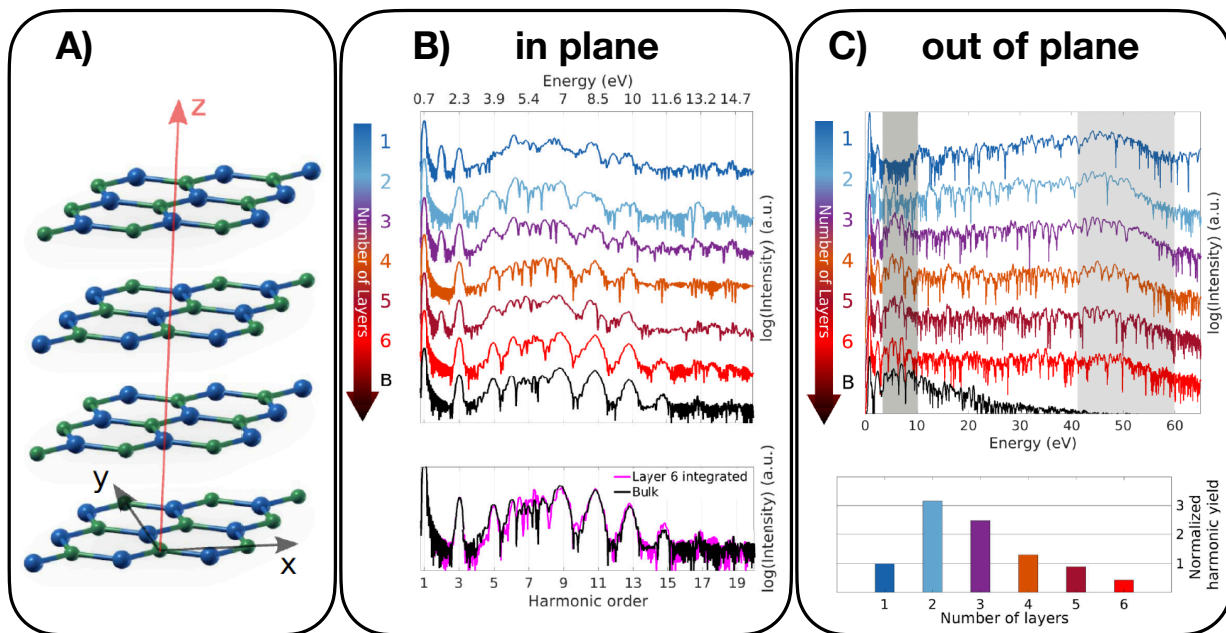 A)
z
y
x
B) in plane
Energy (eV)
0.7 2.3 3.9 5.4 7 8.5 10 11.6 13.2 14.7
1
2
3
4
5
6
B
Number of Layers
log(Intensity) (a.u.)
Layer 6 integrated
Bulk
log(Intensity) (a.u.)
1 3 5 7 9 11 13 15 17 19
Harmonic order
C) out of plane
1
2
3
4
5
6
B
Number of Layers
log(Intensity) (a.u.)
0 10 20 30 40 50 60
Energy (eV)
3
2
1
Normalized
harmonic yield
1 2 3 4 5 6
Number of layers